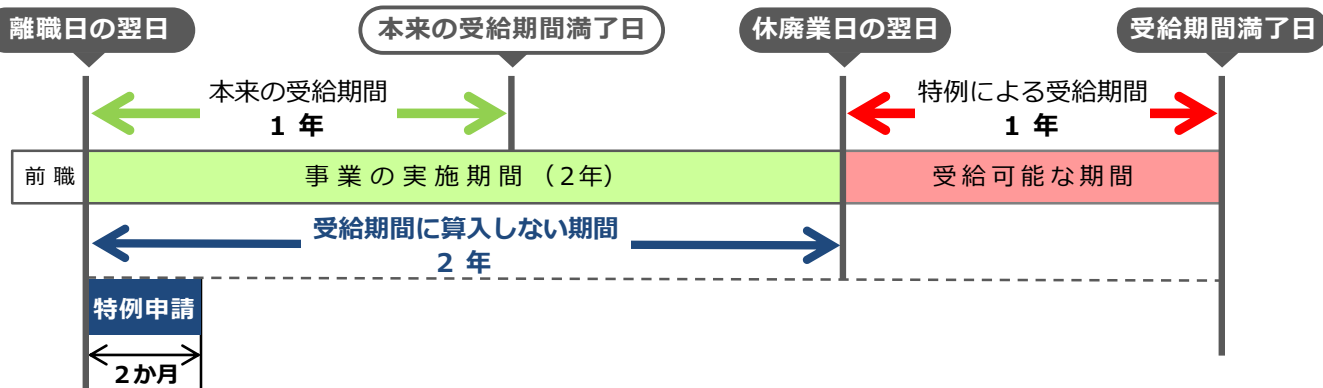 離職日の翌日
本来の受給期間満了日
休廃業日の翌日
受給期間満了日
本来の受給期間
1 年
特例による受給期間
1 年
前職
事業の実施期間（2年）
受給可能な期間
受給期間に算入しない期間
2 年
特例申請
2か月